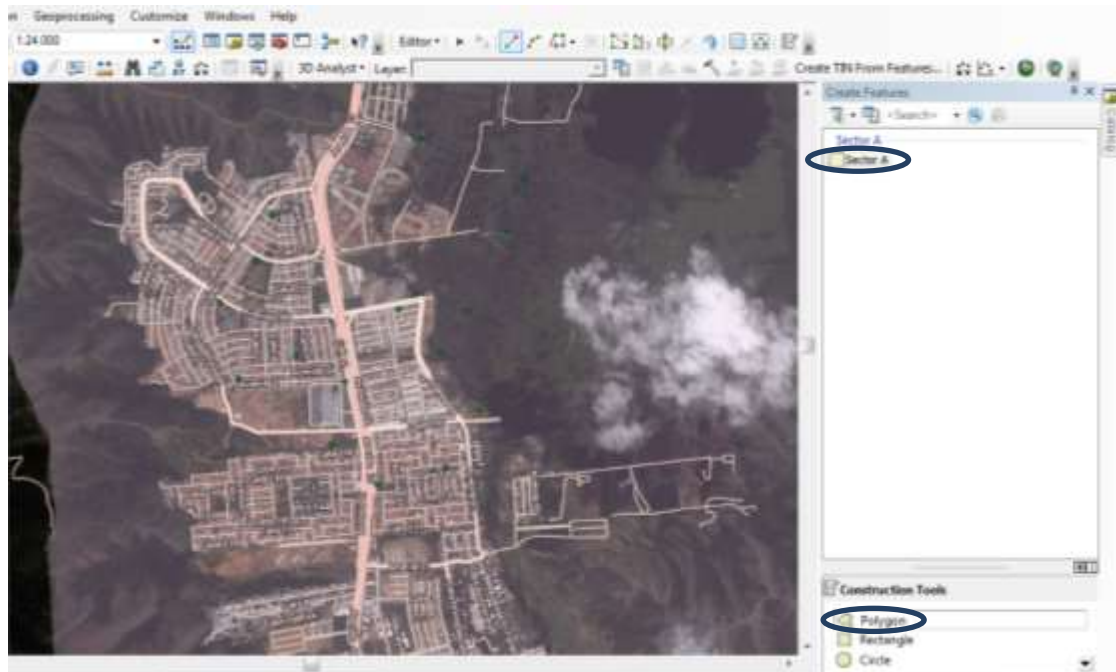 Geoprocessing Customize Windows Help
1:24.000 Editor
3D Analyst Layer: Create TIN From Features...
Create Features
<Search>
Catalog
Sector A
Sector A
Construction Tools
Polygon
Rectangle
Circle